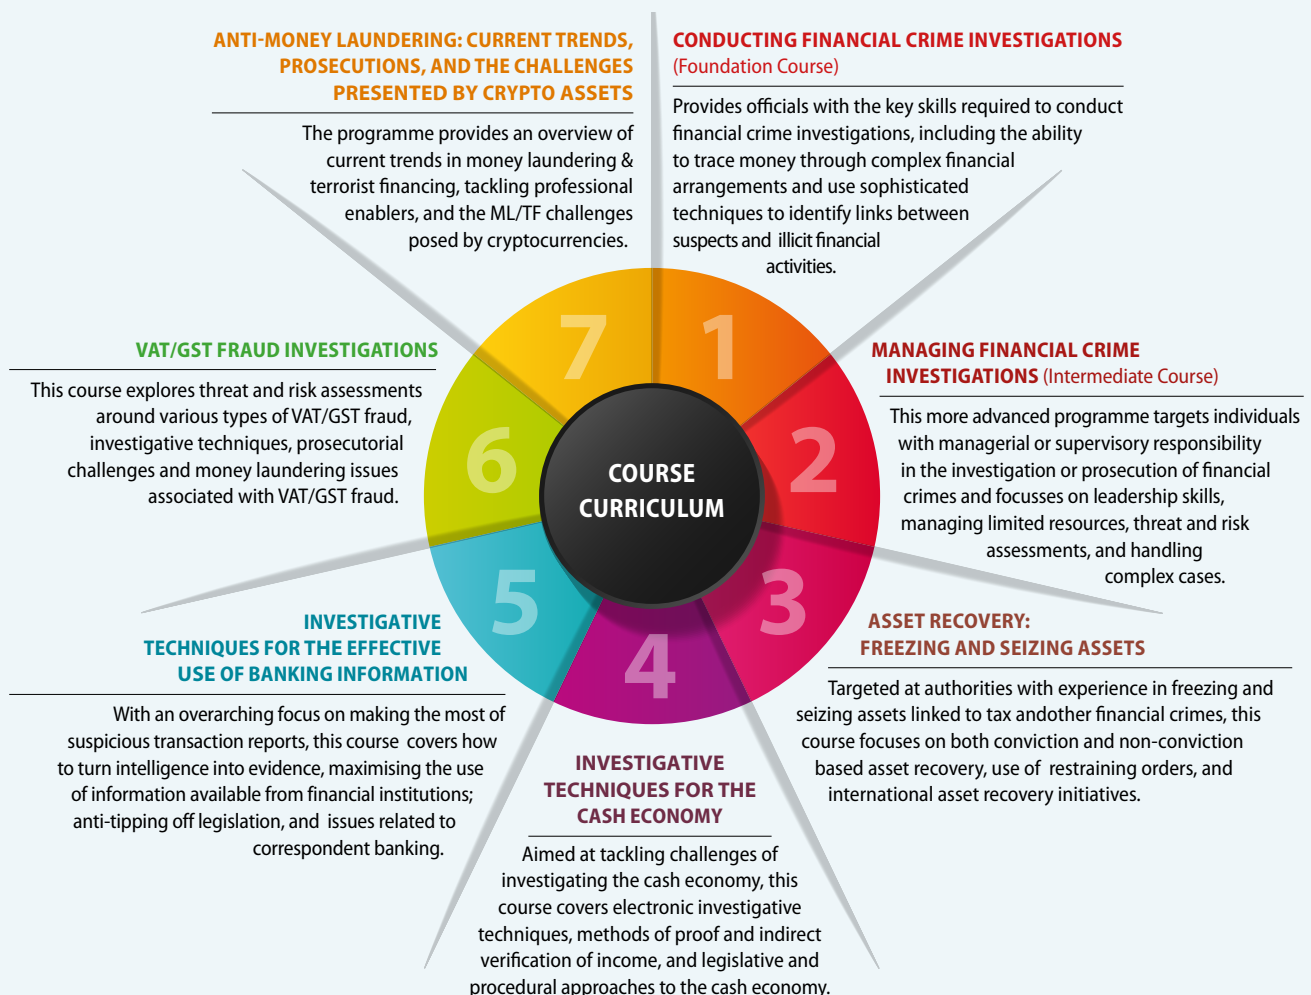 ANTI-MONEY LAUNDERING: CURRENT TRENDS,
PROSECUTIONS, AND THE CHALLENGES
PRESENTED BY CRYPTO ASSETS
The programme provides an overview of
current trends in money laundering &
terrorist financing, tackling professional
enablers, and the ML/TF challenges
posed by cryptocurrencies.
CONDUCTING FINANCIAL CRIME INVESTIGATIONS
(Foundation Course)
Provides officials with the key skills required to conduct
financial crime investigations, including the ability
to trace money through complex financial
arrangements and use sophisticated
techniques to identify links between
suspects and illicit financial
activities.
VAT/GST FRAUD INVESTIGATIONS
This course explores threat and risk assessments
around various types of VAT/GST fraud,
investigative techniques, prosecutorial
challenges and money laundering issues
associated with VAT/GST fraud.
7
1
6
2
COURSE
CURRICULUM
5
3
4
MANAGING FINANCIAL CRIME
INVESTIGATIONS (Intermediate Course)
This more advanced programme targets individuals
with managerial or supervisory responsibility
in the investigation or prosecution of financial
crimes and focusses on leadership skills,
managing limited resources, threat and risk
assessments, and handling
complex cases.
INVESTIGATIVE
TECHNIQUES FOR THE EFFECTIVE
USE OF BANKING INFORMATION
With an overarching focus on making the most of
suspicious transaction reports, this course covers how
to turn intelligence into evidence, maximising the use
of information available from financial institutions;
anti-tipping off legislation, and issues related to
correspondent banking.
ASSET RECOVERY:
FREEZING AND SEIZING ASSETS
Targeted at authorities with experience in freezing and
seizing assets linked to tax andother financial crimes, this
course focuses on both conviction and non-conviction
based asset recovery, use of restraining orders, and
international asset recovery initiatives.
INVESTIGATIVE
TECHNIQUES FOR THE
CASH ECONOMY
Aimed at tackling challenges of
investigating the cash economy, this
course covers electronic investigative
techniques, methods of proof and indirect
verification of income, and legislative and
procedural approaches to the cash economy.